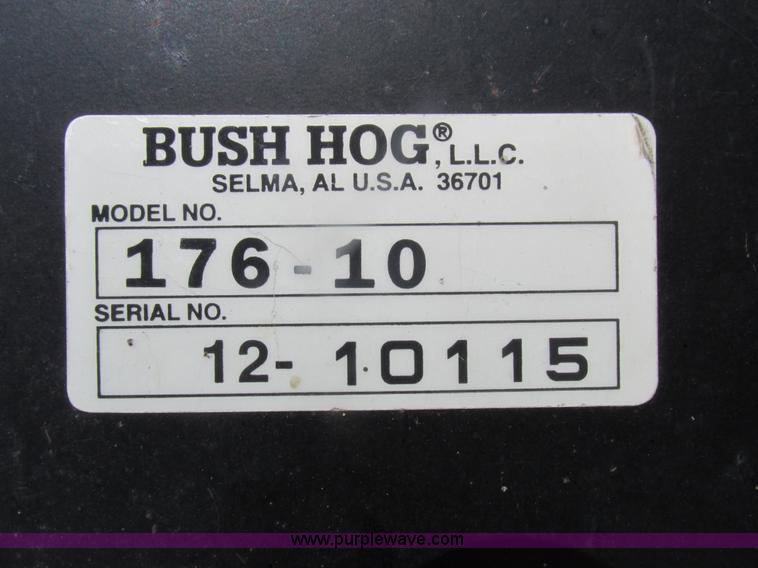 BUSH HOG®, L.L.C.
SELMA, AL U.S.A. 36701
MODEL NO.
176-10
SERIAL NO.
12-10115
www.purplewave.com